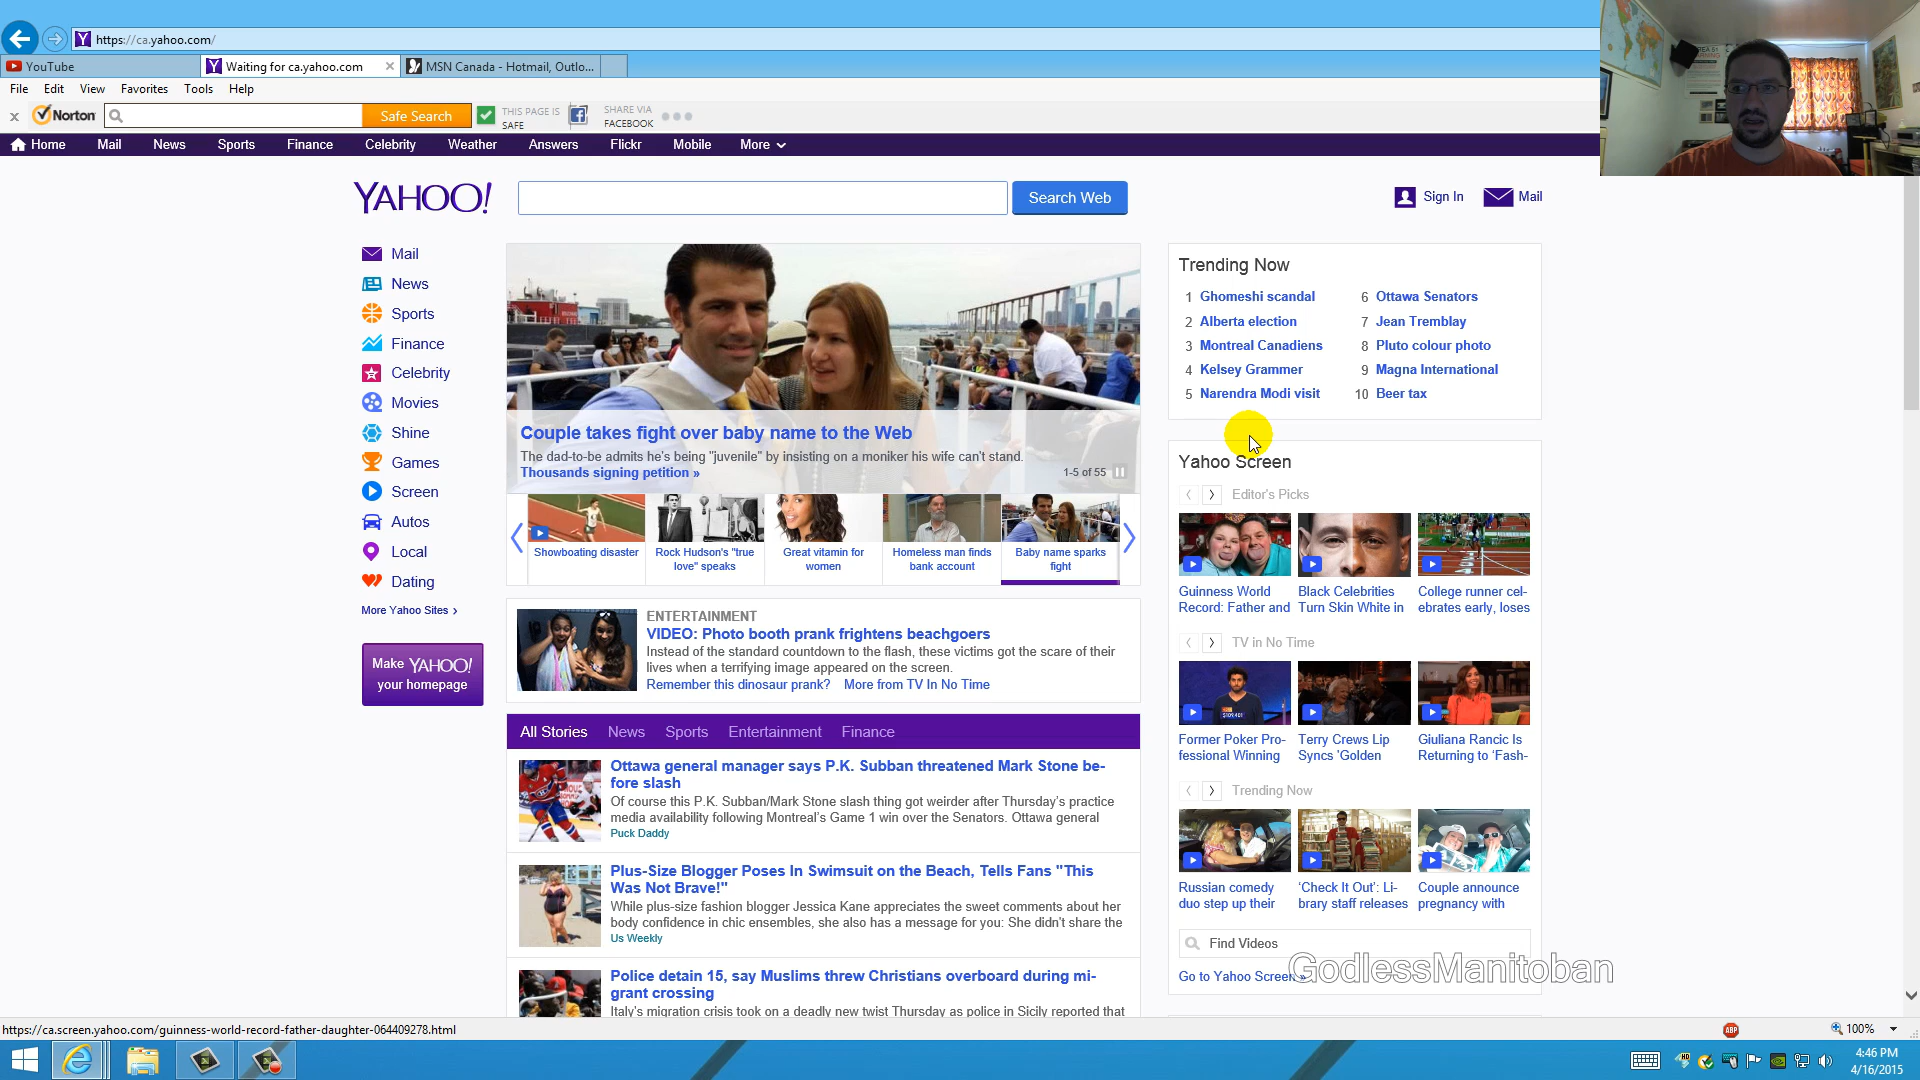 https://ca.yahoo.com/
YouTube
Waiting for ca.yahoo.com
MSN Canada - Hotmail, Outlo...
File Edit View Favorites Tools Help
Norton
Safe Search
THIS PAGE IS
SAFE
SHARE VIA
FACEBOOK
Home Mail News Sports Finance Celebrity Weather Answers Flickr Mobile More
YAHOO!
Search Web
Sign In
Mail
Mail
News
Sports
Finance
Celebrity
Movies
Shine
Games
Screen
Autos
Local
Dating
More Yahoo Sites ›
Make YAHOO!
your homepage
Couple takes fight over baby name to the Web
The dad-to-be admits he's being "juvenile" by insisting on a moniker his wife can't stand.
Thousands signing petition »
1-5 of 55
Showboating disaster
Rock Hudson's "true
love" speaks
Great vitamin for
women
Homeless man finds
bank account
Baby name sparks
fight
ENTERTAINMENT
VIDEO: Photo booth prank frightens beachgoers
Instead of the standard countdown to the flash, these victims got the scare of their
lives when a terrifying image appeared on the screen.
Remember this dinosaur prank? More from TV In No Time
All Stories News Sports Entertainment Finance
Ottawa general manager says P.K. Subban threatened Mark Stone be-
fore slash
Of course this P.K. Subban/Mark Stone slash thing got weirder after Thursday's practice
media availability following Montreal's Game 1 win over the Senators. Ottawa general
Puck Daddy
Plus-Size Blogger Poses In Swimsuit on the Beach, Tells Fans "This
Was Not Brave!"
While plus-size fashion blogger Jessica Kane appreciates the sweet comments about her
body confidence in chic ensembles, she also has a message for you: She didn't share the
Us Weekly
Police detain 15, say Muslims threw Christians overboard during mi-
grant crossing
Italy's migration crisis took on a deadly new twist Thursday as police in Sicily reported that
Trending Now
1 Ghomeshi scandal
2 Alberta election
3 Montreal Canadiens
4 Kelsey Grammer
5 Narendra Modi visit
6 Ottawa Senators
7 Jean Tremblay
8 Pluto colour photo
9 Magna International
10 Beer tax
Yahoo Screen
Editor's Picks
Guinness World
Record: Father and
Black Celebrities
Turn Skin White in
College runner cel-
ebrates early, loses
TV in No Time
Former Poker Pro-
fessional Winning
Terry Crews Lip
Syncs 'Golden
Giuliana Rancic Is
Returning to 'Fash-
Trending Now
Russian comedy
duo step up their
'Check It Out': Li-
brary staff releases
Couple announce
pregnancy with
Find Videos
Go to Yahoo Screen »
GodlessManitoban
https://ca.screen.yahoo.com/guinness-world-record-father-daughter-064409278.html
ABP
100%
4:46 PM
4/16/2015